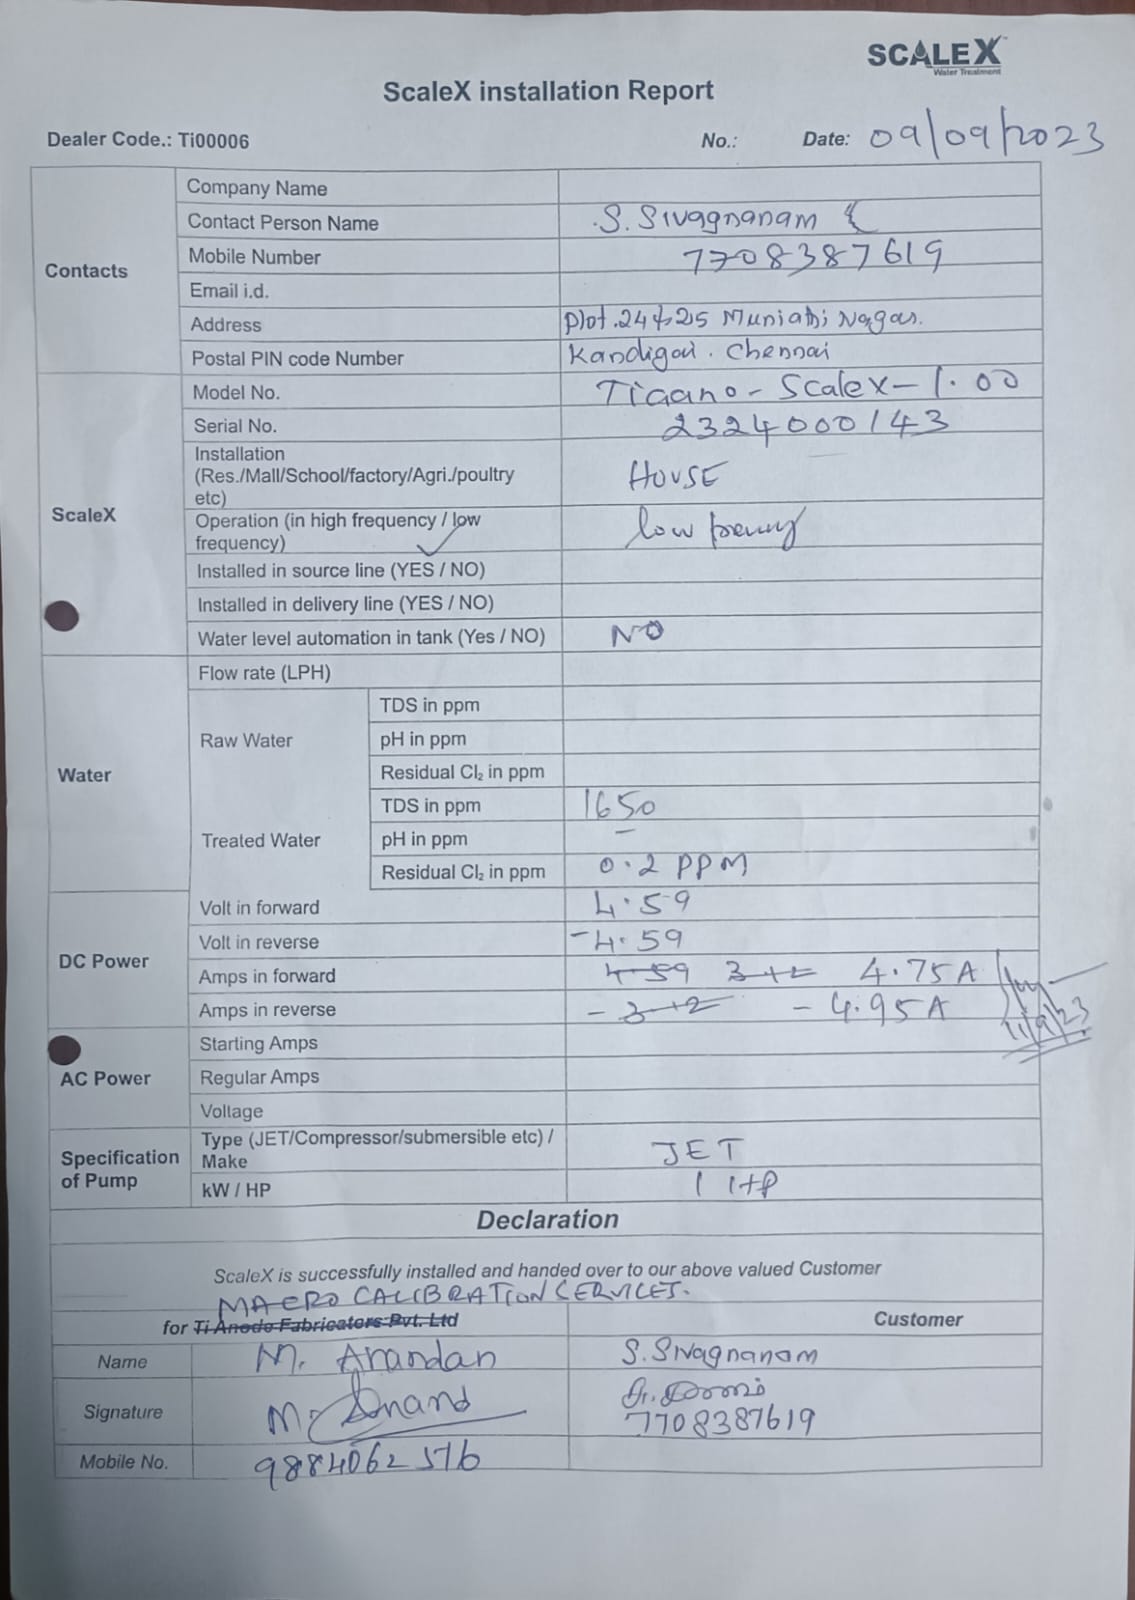 SCALEX™
Water Treatment
ScaleX installation Report
Dealer Code.: Ti00006 No.: Date: 09/09/2023
Contacts
Company Name
Contact Person Name S. Sivagnanam
Mobile Number 7708387619
Email i.d.
Address Plot.24&25 Muniathi Nagar.
Postal PIN code Number Kandigai. Chennai
ScaleX
Model No. Tiaano - Scalex - 1.00
Serial No. 2324000143
Installation
(Res./Mall/School/factory/Agri./poultry
etc) HOUSE
Operation (in high frequency / low
frequency) ✓ low
Installed in source line (YES / NO)
Installed in delivery line (YES / NO)
Water level automation in tank (Yes / NO) NO
Water
Flow rate (LPH)
Raw Water
TDS in ppm
pH in ppm
Residual Cl₂ in ppm
Treated Water
TDS in ppm 1650
pH in ppm –
Residual Cl₂ in ppm 0.2 PPM
DC Power
Volt in forward 4.59
Volt in reverse -4.59
Amps in forward 4.59 4.75A
Amps in reverse - 4.95A
11/9/23
AC Power
Starting Amps
Regular Amps
Voltage
Specification
of Pump
Type (JET/Compressor/submersible etc) /
Make JET
kW / HP 1 HP
Declaration
ScaleX is successfully installed and handed over to our above valued Customer
MACRO CALIBRATION SERVICES.
for Ti Anode Fabricators Pvt. Ltd Customer
Name M. Anandan S. Sivagnanam
Signature M. Anand
7708387619
Mobile No. 9884062576